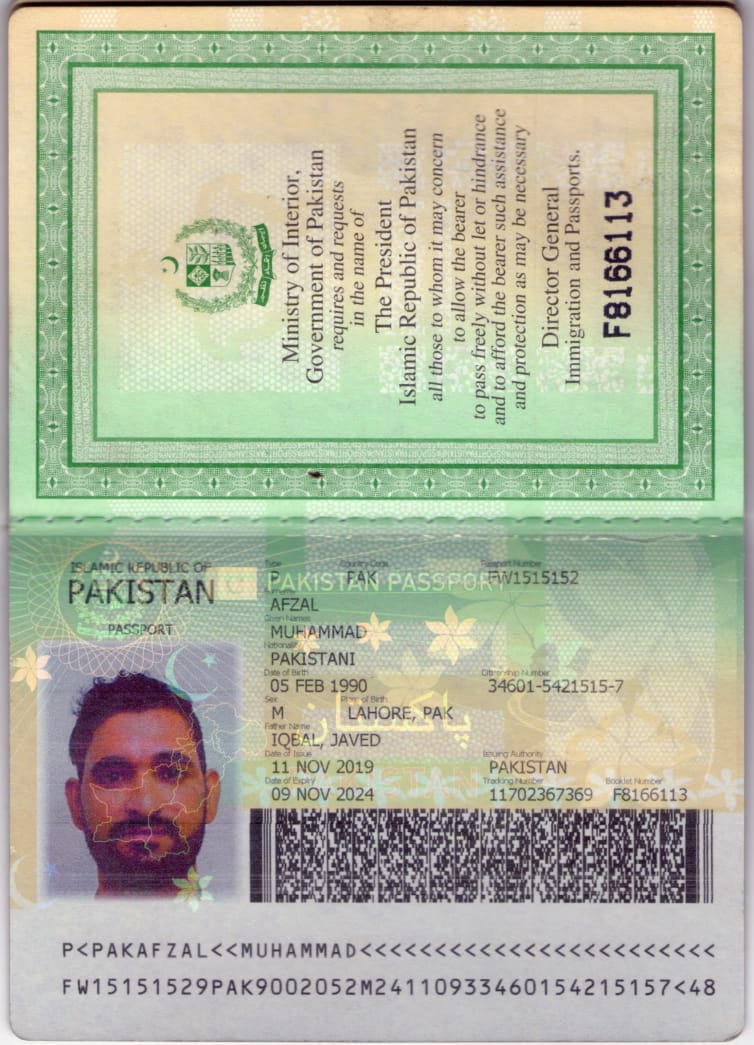 Ministry of Interior,
Government of Pakistan
requires and requests
in the name of
The President
Islamic Republic of Pakistan
all those to whom it may concern
to allow the bearer
to pass freely without let or hindrance
and to afford the bearer such assistance
and protection as may be necessary
Director General
Immigration and Passports.
F8166113
ISLAMIC REPUBLIC OF
PAKISTAN
PASSPORT
PAKISTAN PASSPORT
Type Country Code Passport Number
P PAK FW1515152
Surname
AFZAL
Given Names
MUHAMMAD
Nationality
PAKISTANI
Date of Birth Citizenship Number
05 FEB 1990 34601-5421515-7
Sex Place of Birth
M LAHORE, PAK
پاکستان
Father Name
IQBAL, JAVED
Date of Issue Issuing Authority
11 NOV 2019 PAKISTAN
Date of Expiry Tracking Number Booklet Number
09 NOV 2024 11702367369 F8166113
P<PAKAFZAL<<MUHAMMAD<<<<<<<<<<<<<<<<<<<<<<<<
FW15151529PAK9002052M24110933460154215157<48